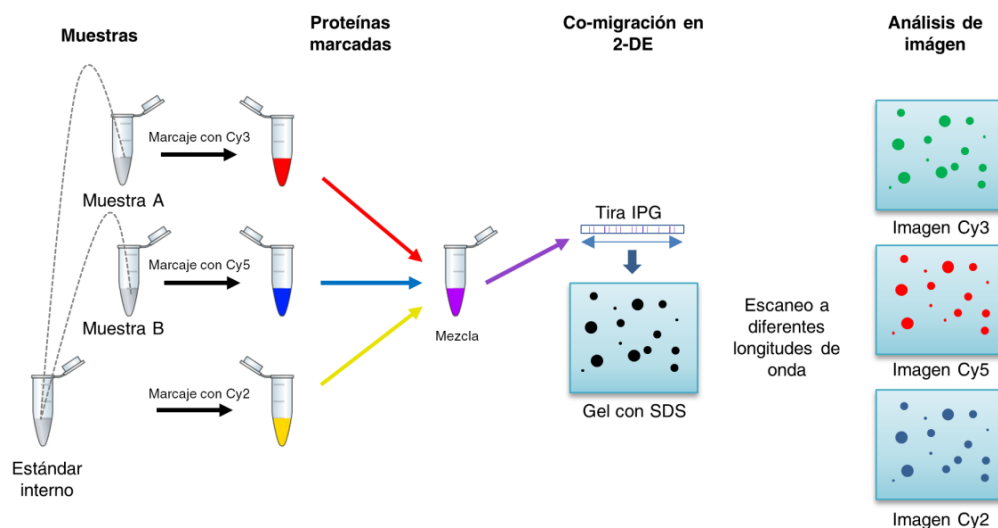 Muestras
Proteínas
marcadas
Co-migración en
2-DE
Análisis de
imágen
Marcaje con Cy3
Muestra A
Marcaje con Cy5
Muestra B
Marcaje con Cy2
Estándar
interno
Mezcla
Tira IPG
Gel con SDS
Escaneo a
diferentes
longitudes de
onda
Imagen Cy3
Imagen Cy5
Imagen Cy2